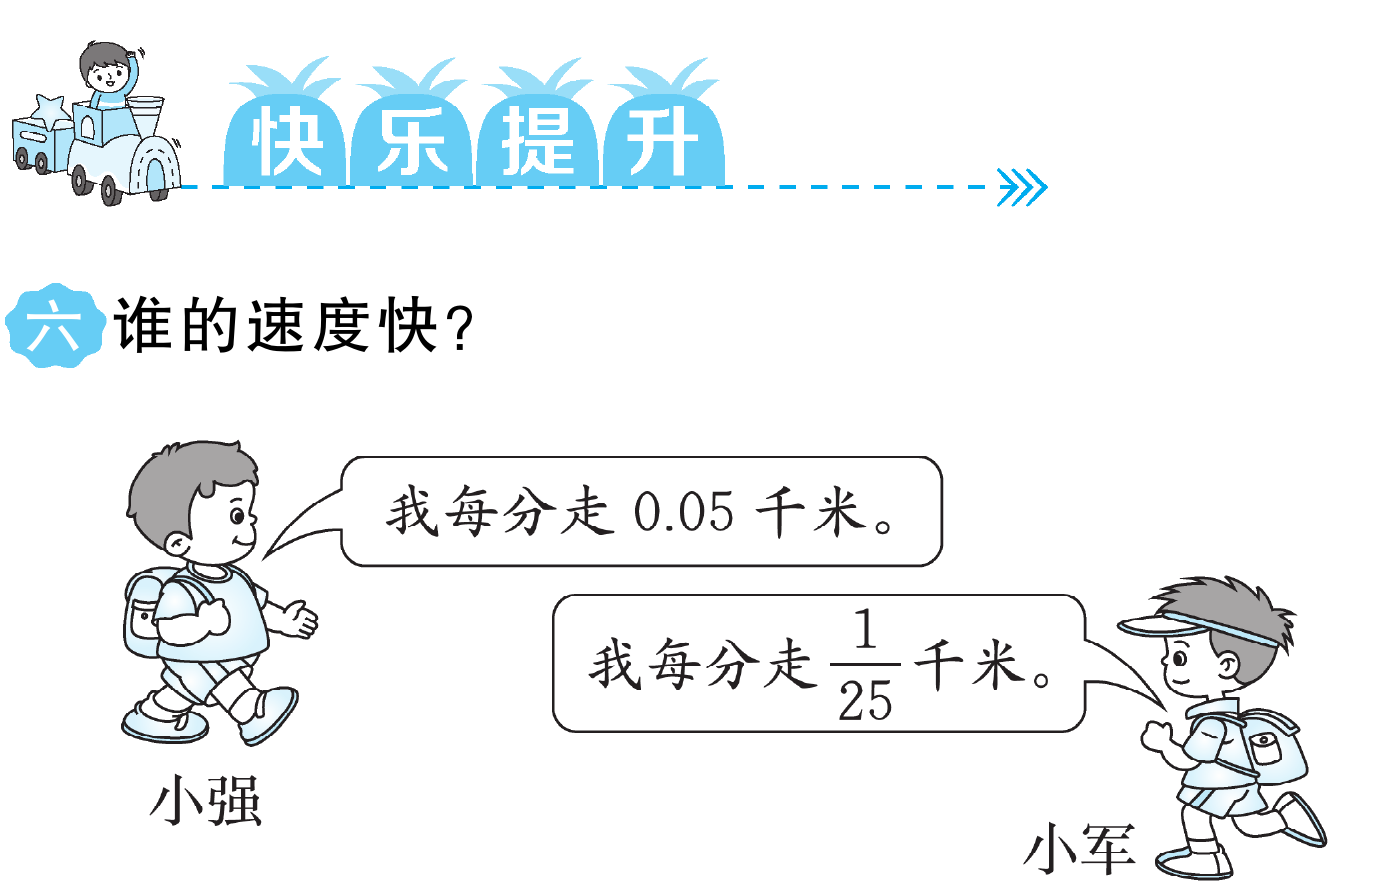 快乐提升
六 谁的速度快?
我每分走 0.05 千米。
我每分走 1/25 千米。
小强
小军